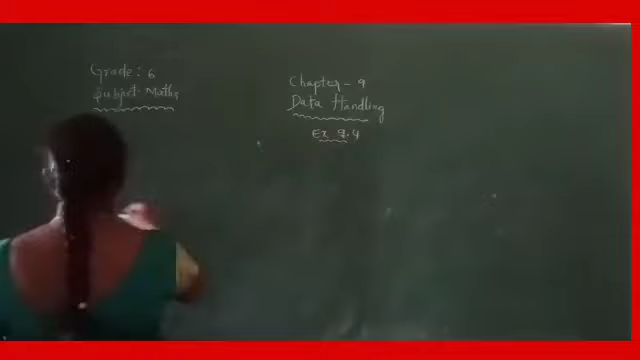 Grade: 6
Subject: Maths
Chapter - 9
Data Handling
Ex 9.4